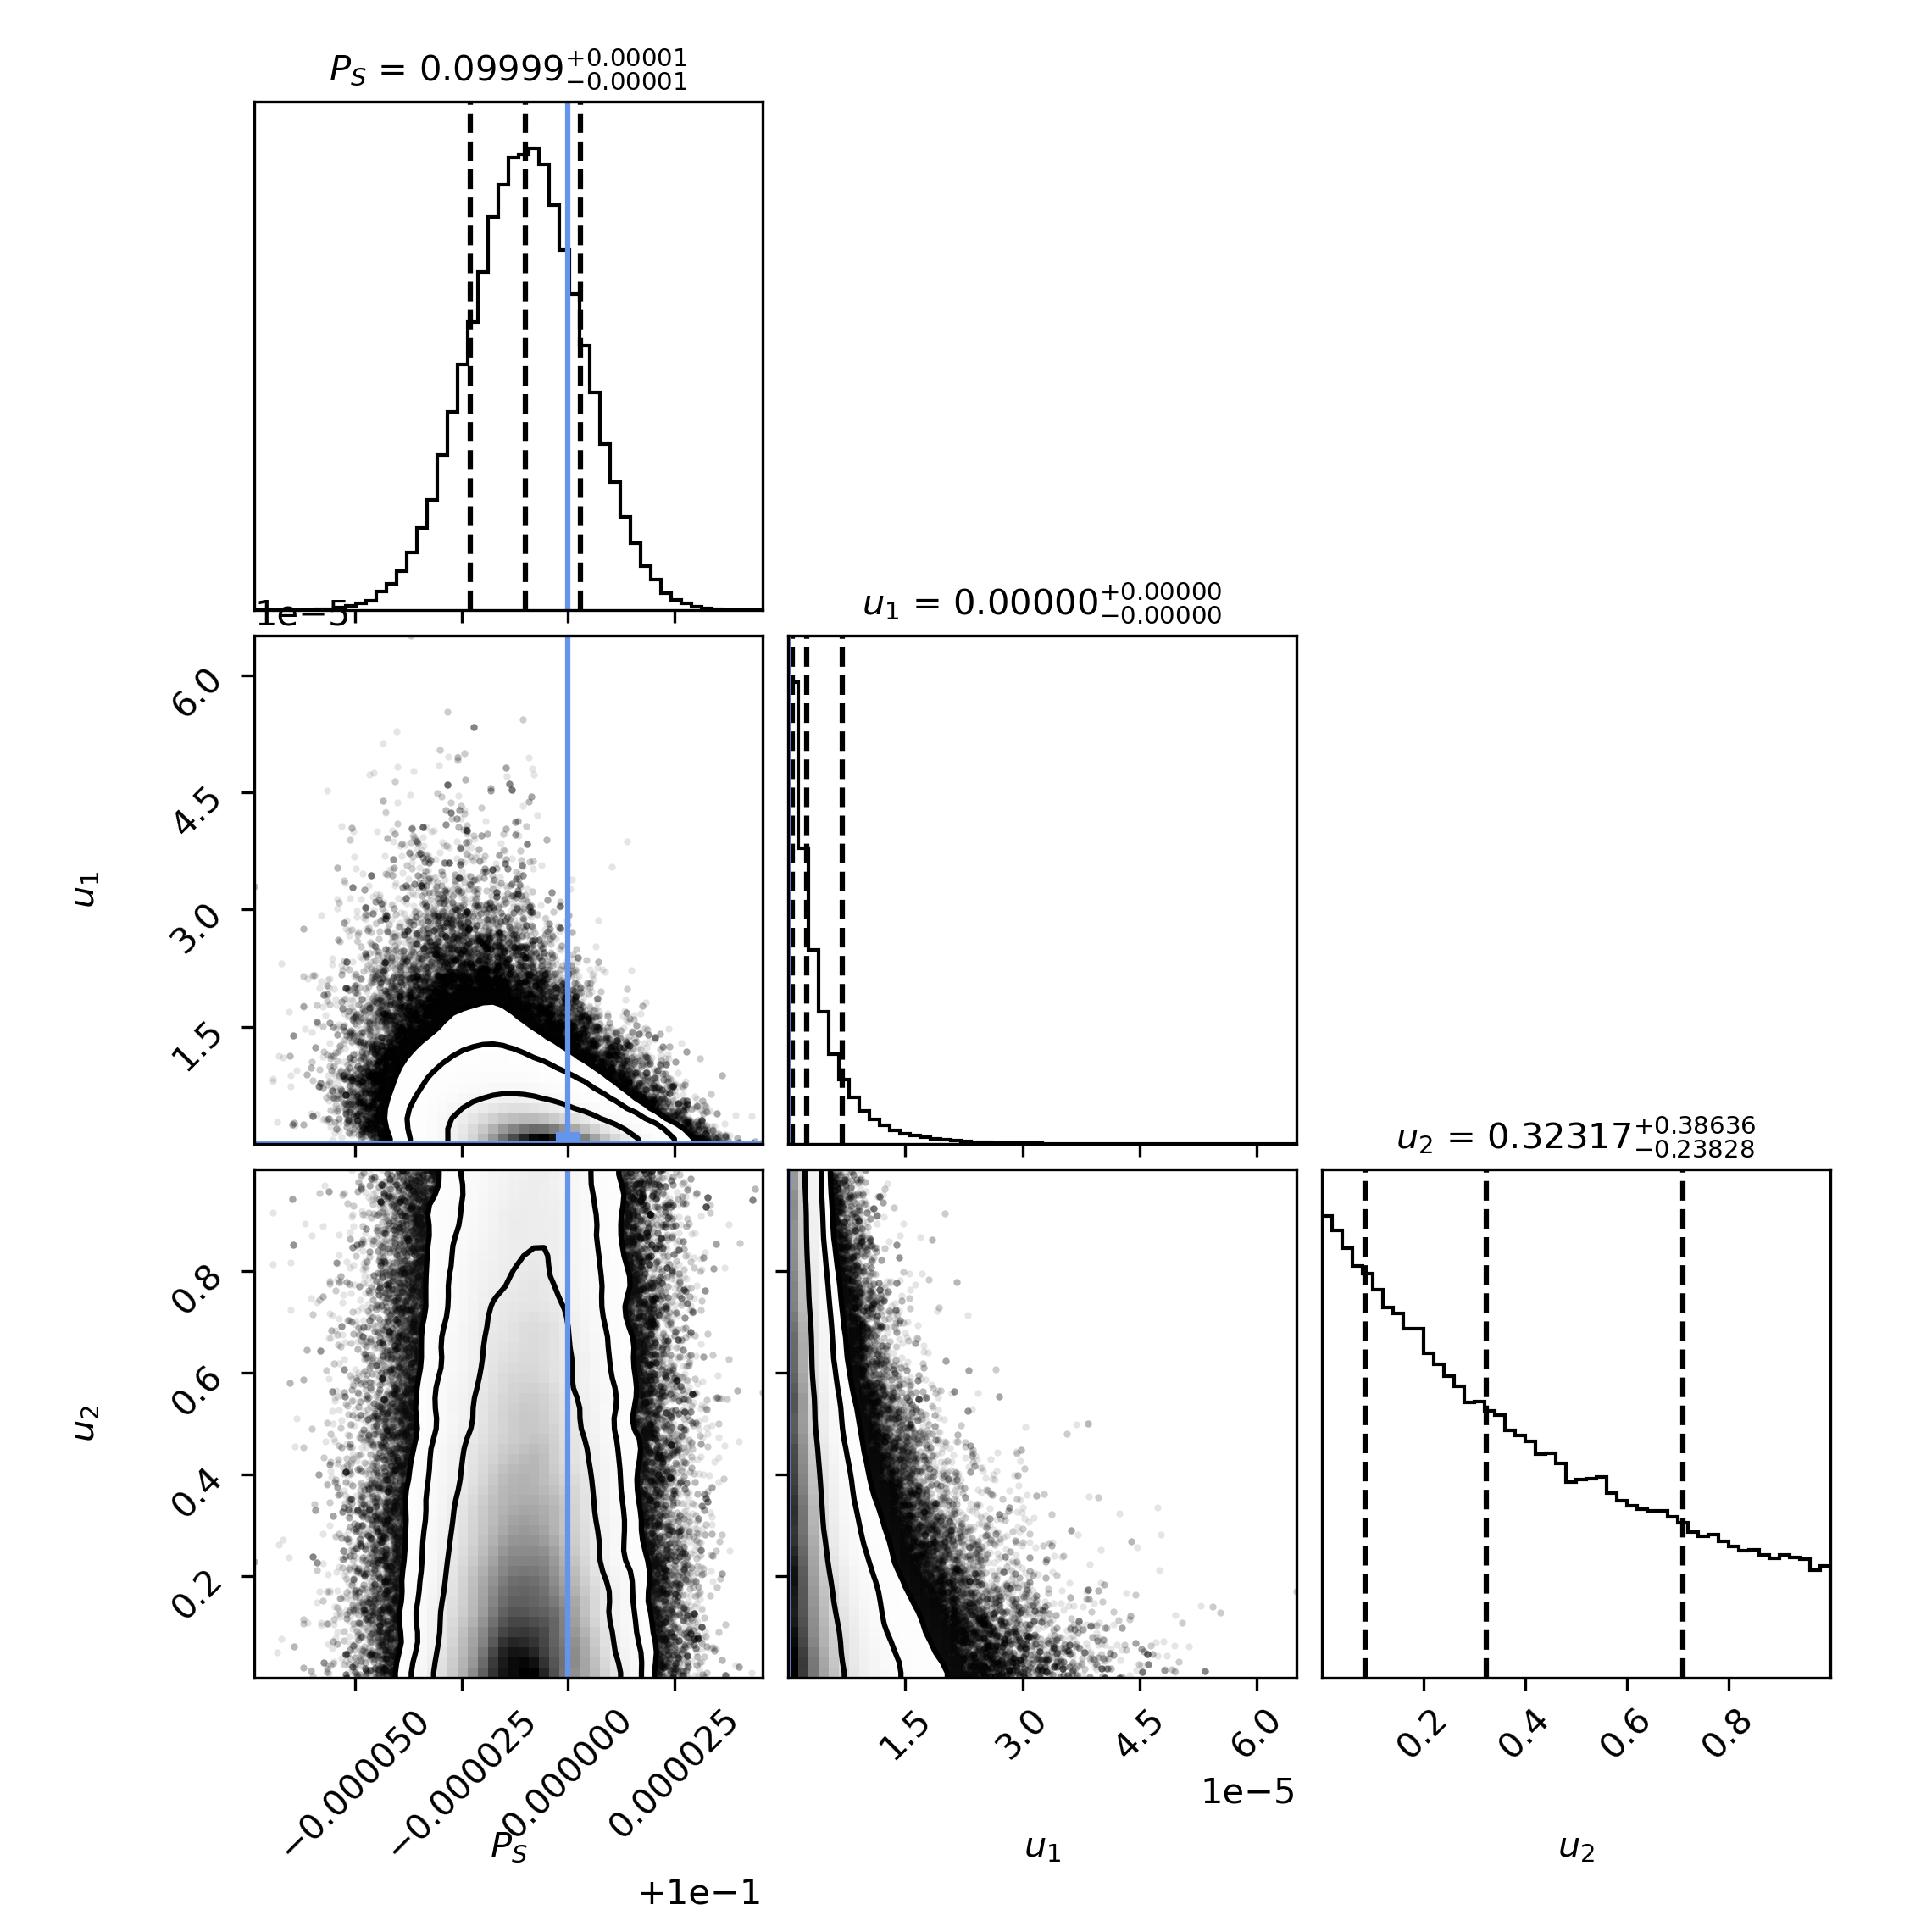 P_S = 0.09999^{+0.00001}_{−0.00001}
1e−5
u_1 = 0.00000^{+0.00000}_{−0.00000}
6.0
4.5
3.0
1.5
u_1
u_2 = 0.32317^{+0.38636}_{−0.23828}
0.8
0.6
0.4
0.2
u_2
−0.000050 −0.000025 0.000000 0.000025
1.5 3.0 4.5 6.0
0.2 0.4 0.6 0.8
1e−5
P_S u_1 u_2
+1e−1